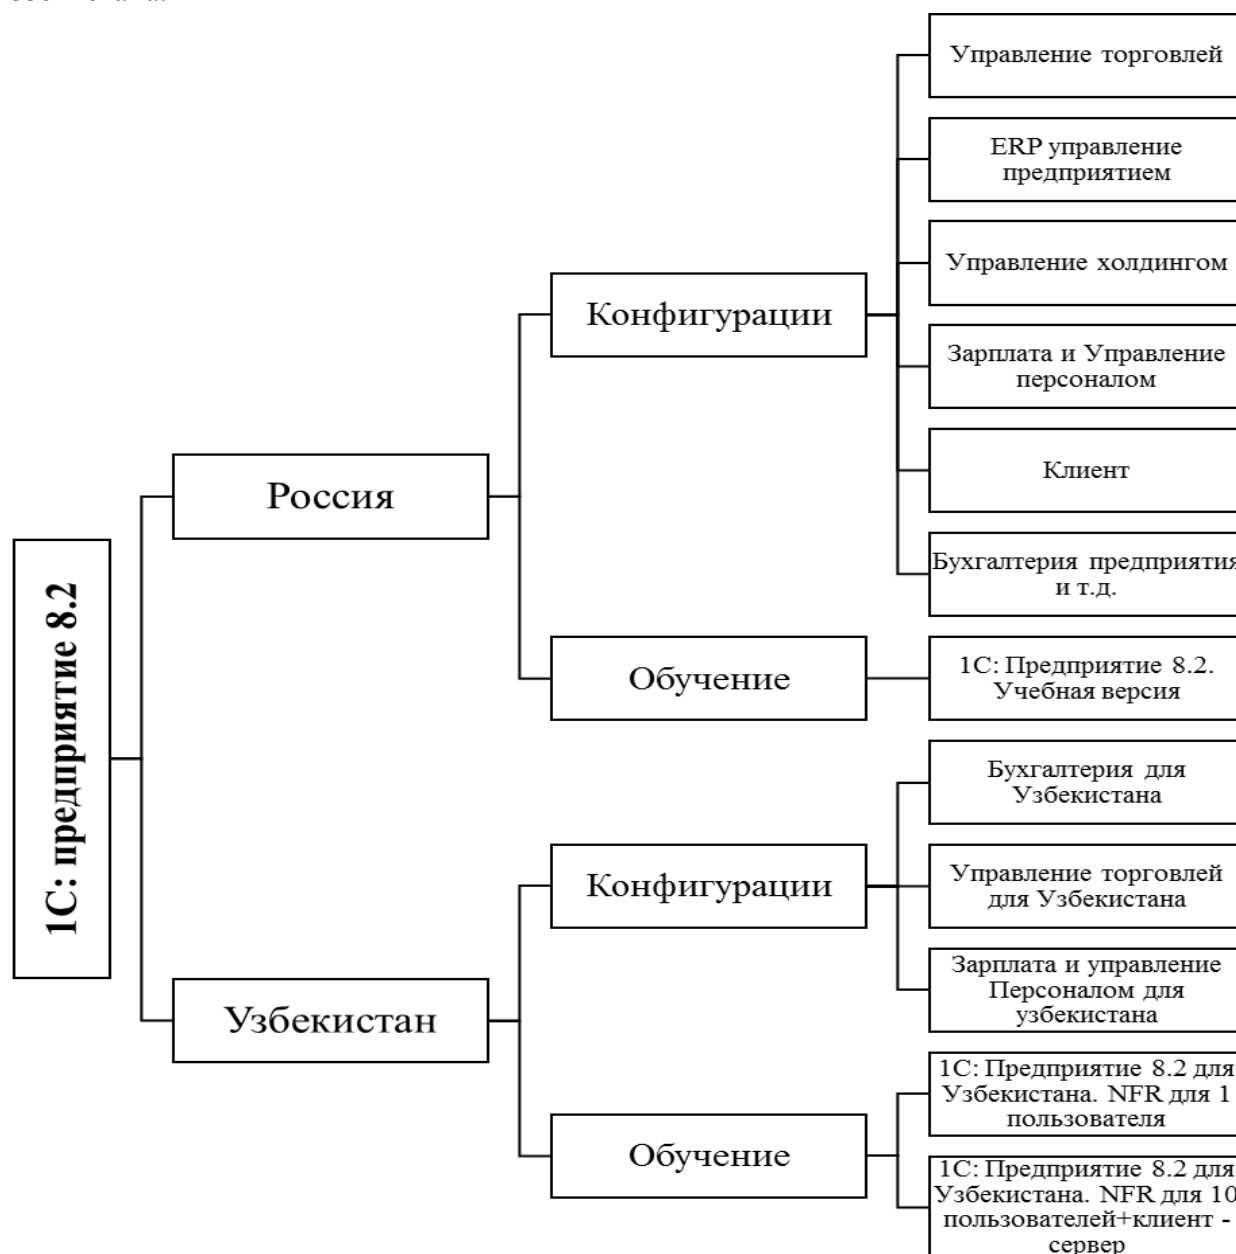 Управление торговлей
ERP управление
предприятием
Управление холдингом
Конфигурации
Зарплата и Управление
персоналом
Клиент
Россия
Бухгалтерия предприятия
и т.д.
Обучение
1С: Предприятие 8.2.
Учебная версия
1С: предприятие 8.2
Бухгалтерия для
Узбекистана
Конфигурации
Управление торговлей
для Узбекистана
Узбекистан
Зарплата и управление
Персоналом для
узбекистана
Обучение
1С: Предприятие 8.2 для
Узбекистана. NFR для 1
пользователя
1С: Предприятие 8.2 для
Узбекистана. NFR для 10
пользователей+клиент -
сервер